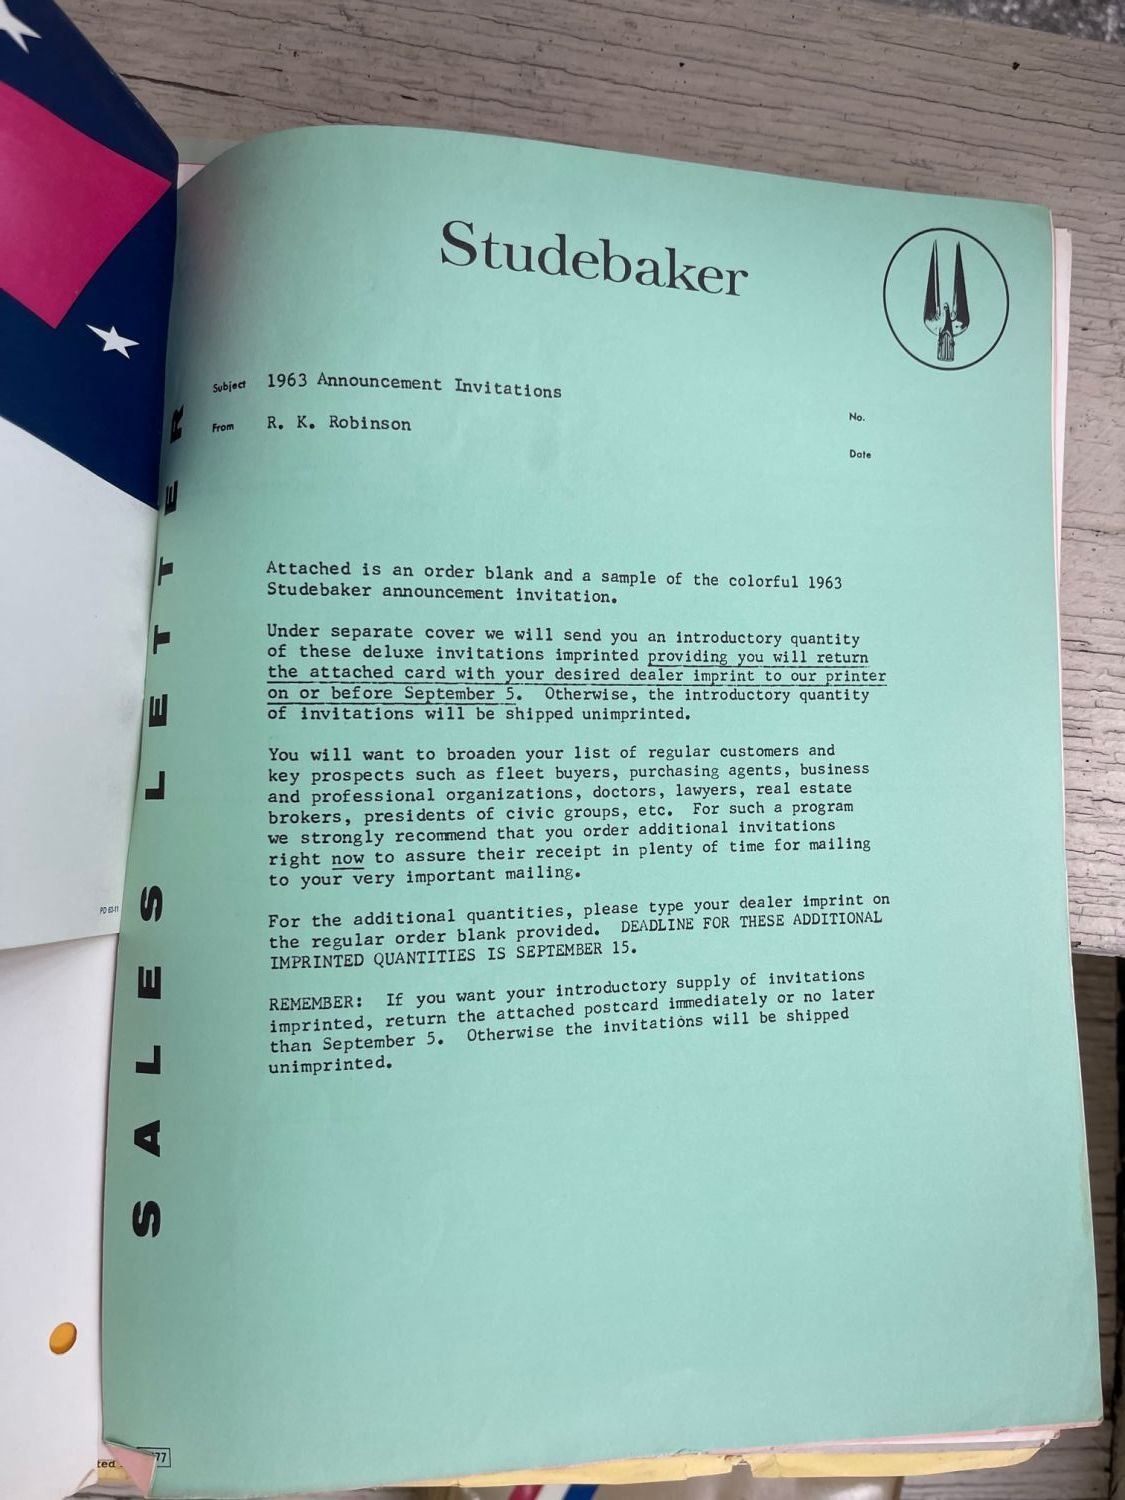 Studebaker
Subject 1963 Announcement Invitations
From R. K. Robinson
No.
Date
SALES LETTER
Attached is an order blank and a sample of the colorful 1963
Studebaker announcement invitation.
Under separate cover we will send you an introductory quantity
of these deluxe invitations imprinted providing you will return
the attached card with your desired dealer imprint to our printer
on or before September 5. Otherwise, the introductory quantity
of invitations will be shipped unimprinted.
You will want to broaden your list of regular customers and
key prospects such as fleet buyers, purchasing agents, business
and professional organizations, doctors, lawyers, real estate
brokers, presidents of civic groups, etc. For such a program
we strongly recommend that you order additional invitations
right now to assure their receipt in plenty of time for mailing
to your very important mailing.
For the additional quantities, please type your dealer imprint on
the regular order blank provided. DEADLINE FOR THESE ADDITIONAL
IMPRINTED QUANTITIES IS SEPTEMBER 15.
REMEMBER: If you want your introductory supply of invitations
imprinted, return the attached postcard immediately or no later
than September 5. Otherwise the invitations will be shipped
unimprinted.
PD 63-11
ted
77